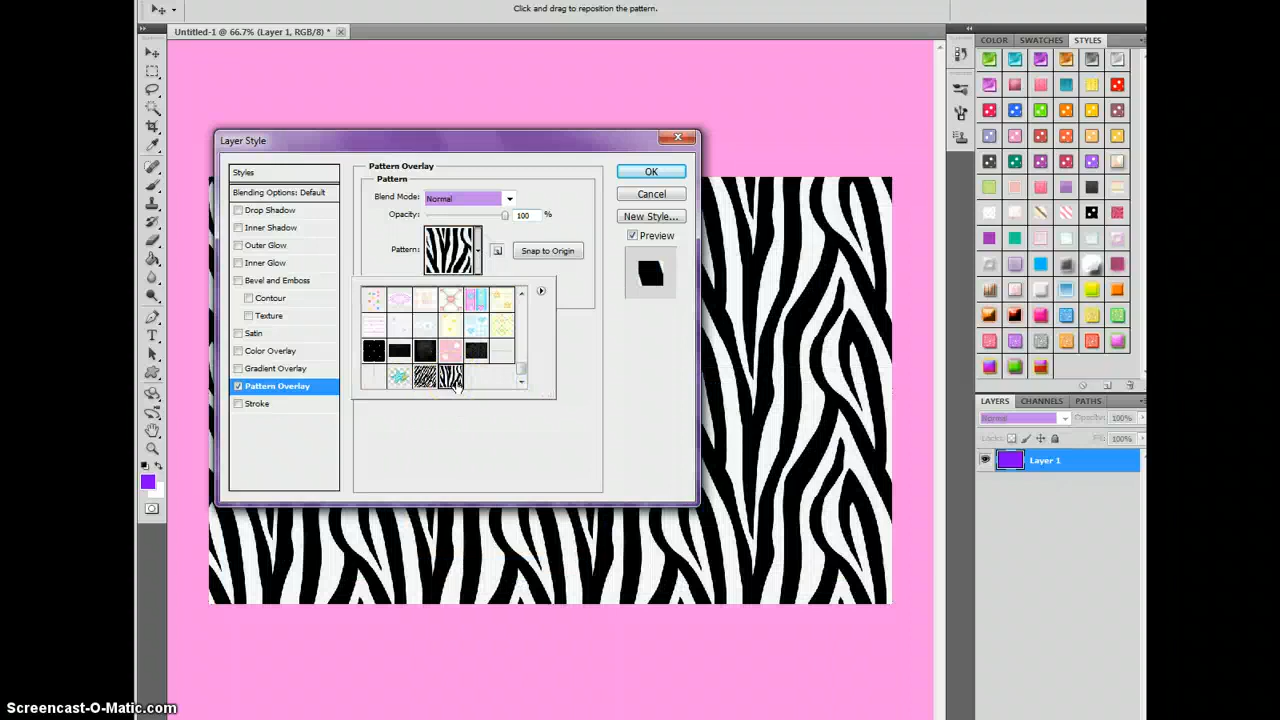 Click and drag to reposition the pattern.
Untitled-1 @ 66.7% (Layer 1, RGB/8) *
COLOR SWATCHES STYLES
Layer Style
Styles
Blending Options: Default
Drop Shadow
Inner Shadow
Outer Glow
Inner Glow
Bevel and Emboss
Contour
Texture
Satin
Color Overlay
Gradient Overlay
Pattern Overlay
Stroke
Pattern Overlay
Pattern
Blend Mode: Normal
Opacity: 100 %
Pattern:
Snap to Origin
OK
Cancel
New Style...
Preview
LAYERS CHANNELS PATHS
Normal Opacity: 100%
Lock: Fill: 100%
Layer 1
Screencast-O-Matic.com